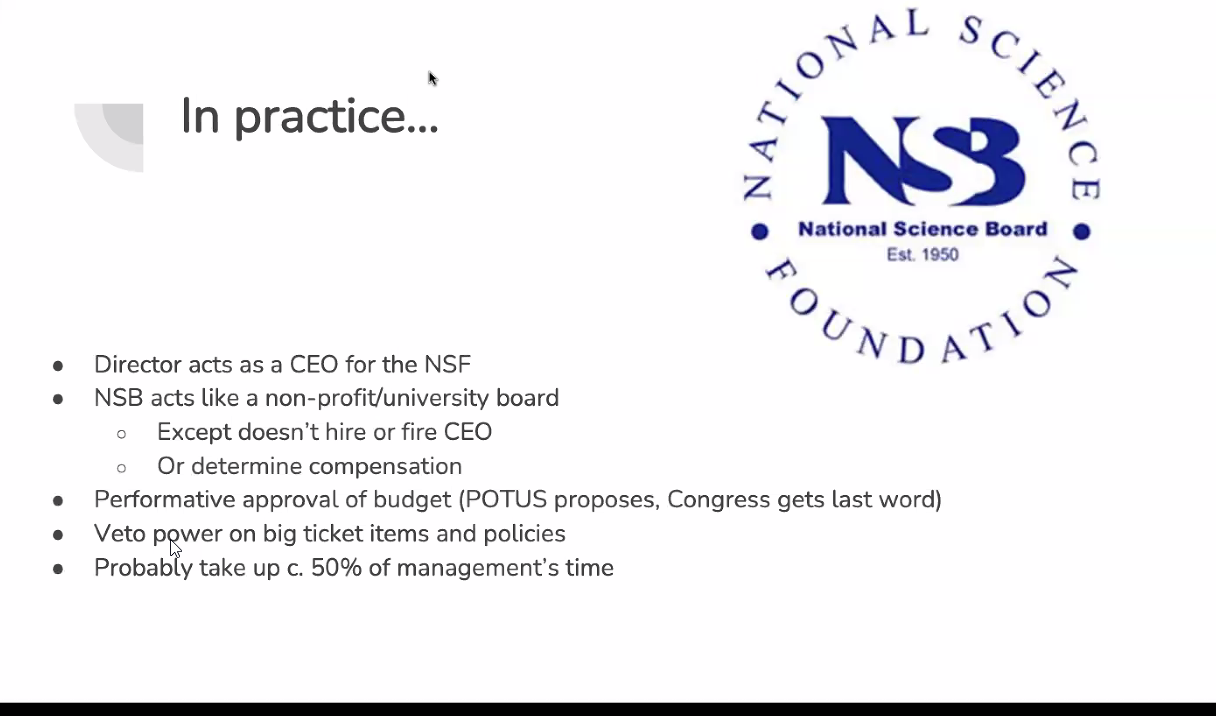 In practice...
NATIONAL SCIENCE
NSB
National Science Board
Est. 1950
FOUNDATION
● Director acts as a CEO for the NSF
● NSB acts like a non-profit/university board
○ Except doesn't hire or fire CEO
○ Or determine compensation
● Performative approval of budget (POTUS proposes, Congress gets last word)
● Veto power on big ticket items and policies
● Probably take up c. 50% of management's time